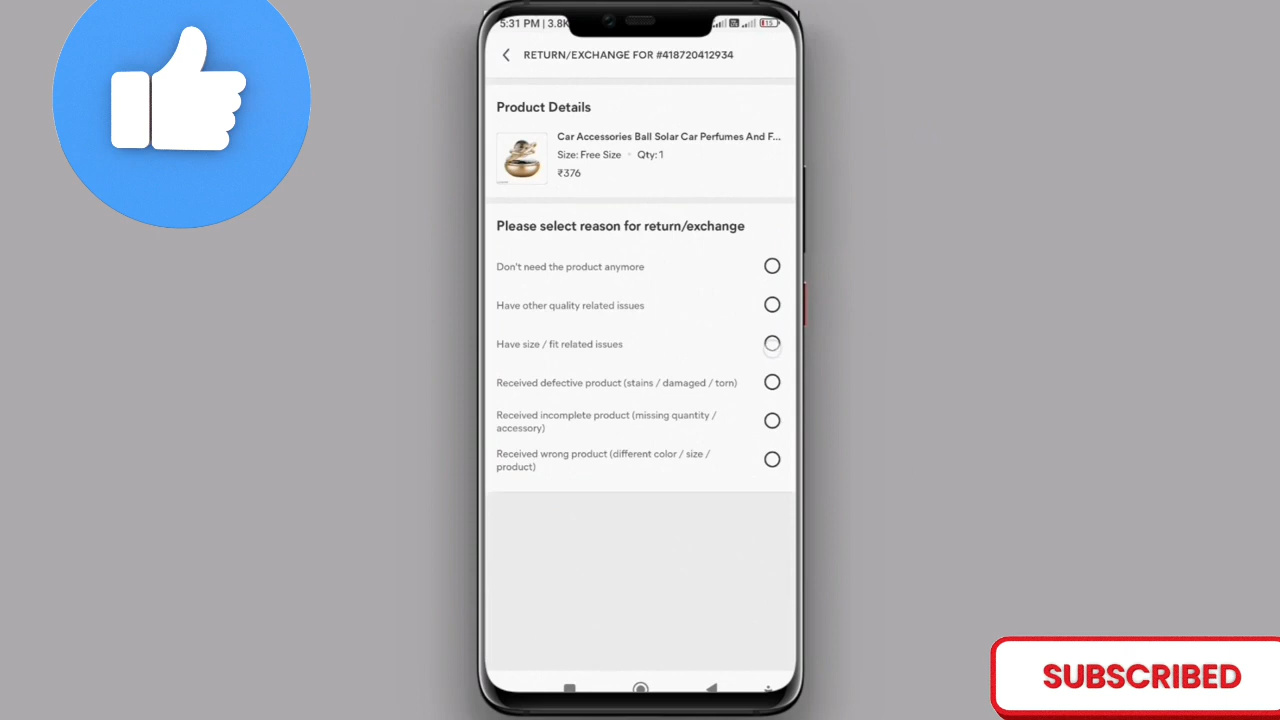 5:31 PM | 3.8K
15
RETURN/EXCHANGE FOR #418720412934
Product Details
Car Accessories Ball Solar Car Perfumes And F...
Size: Free Size • Qty: 1
₹376
Please select reason for return/exchange
Don't need the product anymore
Have other quality related issues
Have size / fit related issues
Received defective product (stains / damaged / torn)
Received incomplete product (missing quantity /
accessory)
Received wrong product (different color / size /
product)
SUBSCRIBED